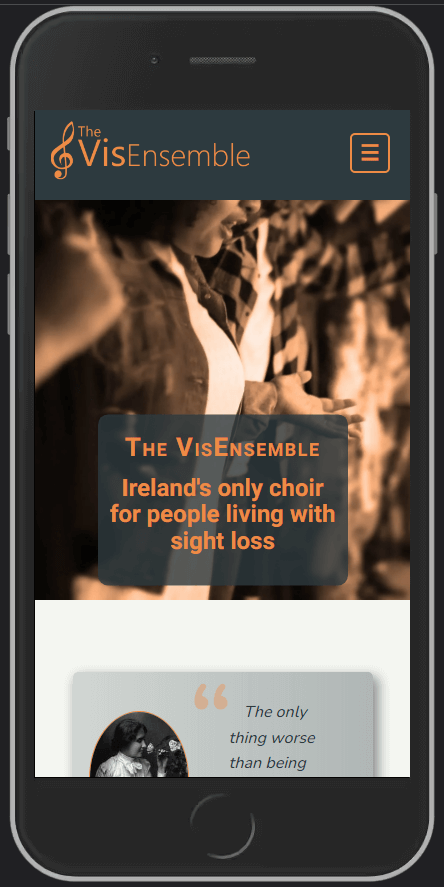 The
VisEnsemble
The VisEnsemble
Ireland's only choir
for people living with
sight loss
“ The only
thing worse
than being